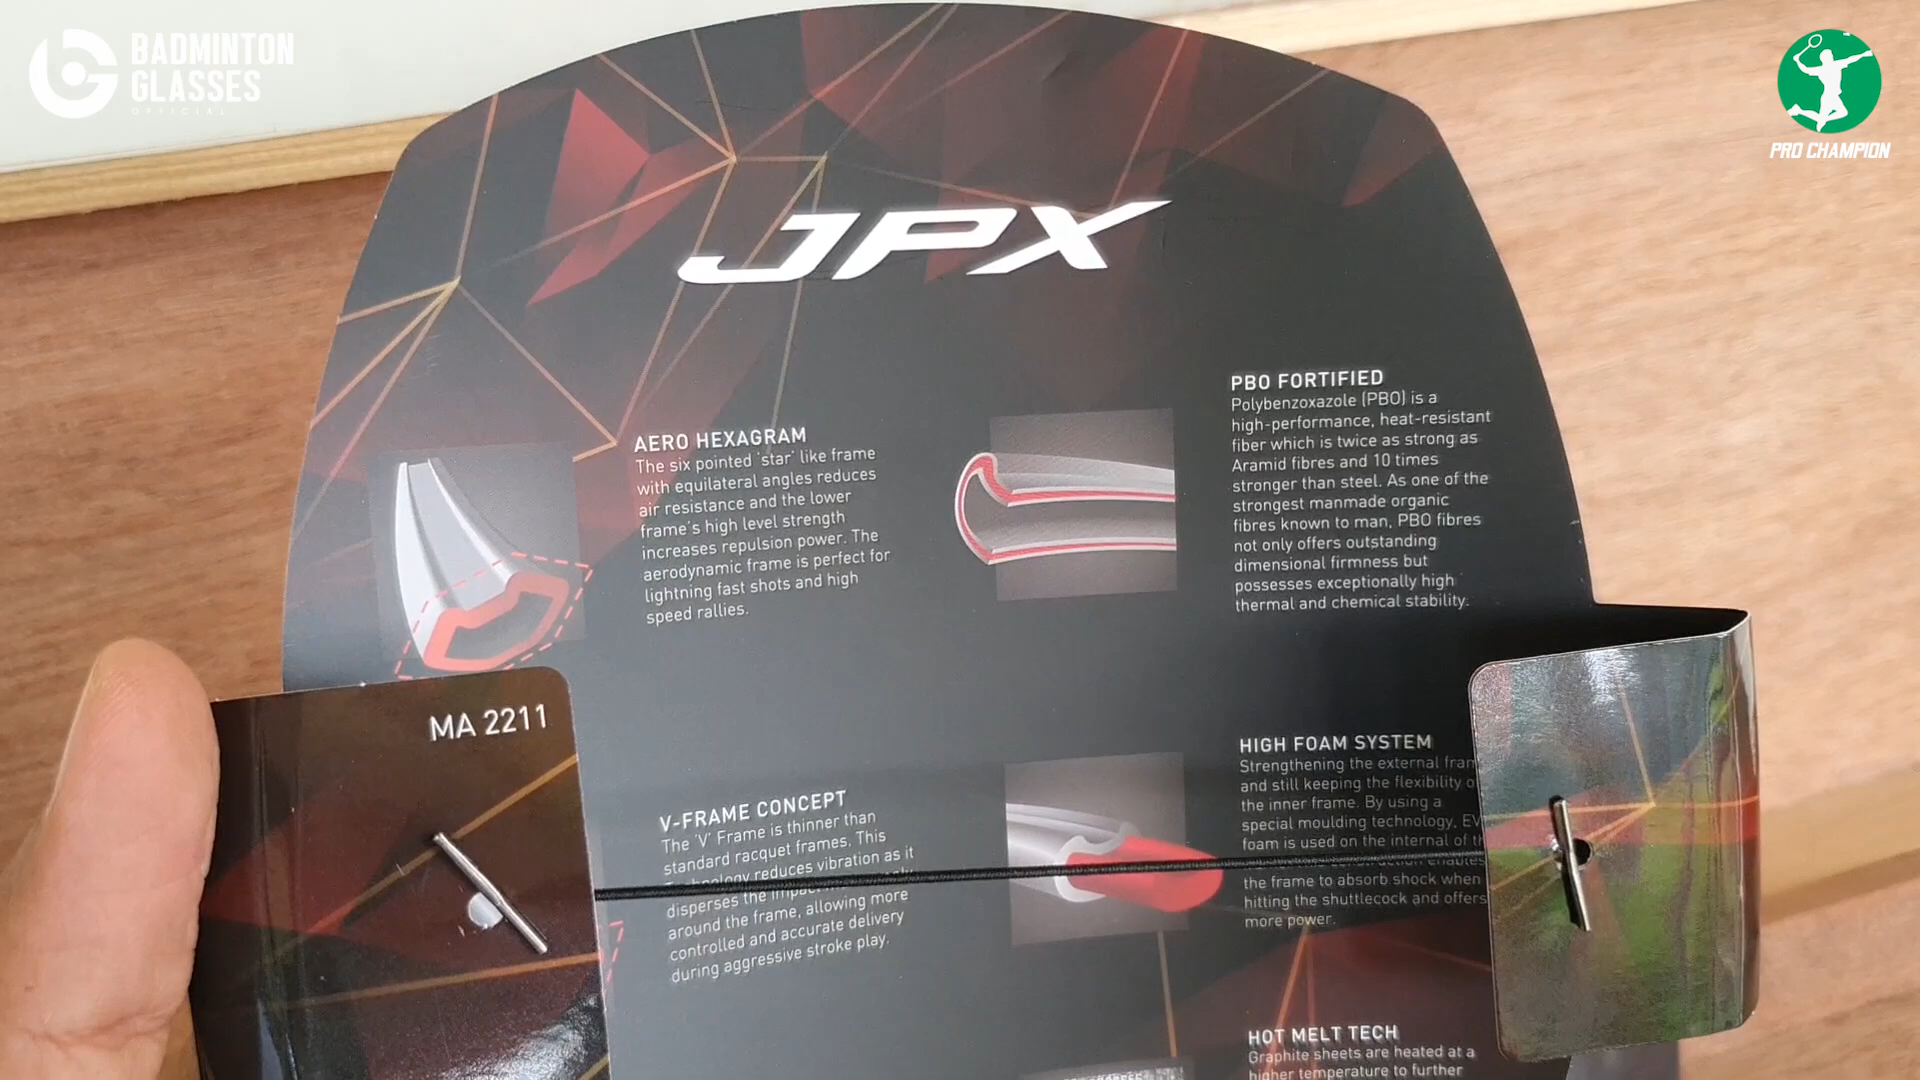 BADMINTON
GLASSES
OFFICIAL
PRO CHAMPION
JPX
AERO HEXAGRAM
The six pointed 'star' like frame
with equilateral angles reduces
air resistance and the lower
frame's high level strength
increases repulsion power. The
aerodynamic frame is perfect for
lightning fast shots and high
speed rallies.
PBO FORTIFIED
Polybenzoxazole (PBO) is a
high-performance, heat-resistant
fiber which is twice as strong as
Aramid fibres and 10 times
stronger than steel. As one of the
strongest manmade organic
fibres known to man, PBO fibres
not only offers outstanding
dimensional firmness but
possesses exceptionally high
thermal and chemical stability.
MA 2211
V-FRAME CONCEPT
The 'V' Frame is thinner than
standard racquet frames. This
reduces vibration as it
disperses the impact
around the frame, allowing more
controlled and accurate delivery
during aggressive stroke play.
HIGH FOAM SYSTEM
Strengthening the external fram
and still keeping the flexibility o
the inner frame. By using a
special moulding technology, EV
foam is used on the internal of th
construction enables
the frame to absorb shock when
hitting the shuttlecock and offers
more power.
HOT MELT TECH
Graphite sheets are heated at a
higher temperature to further